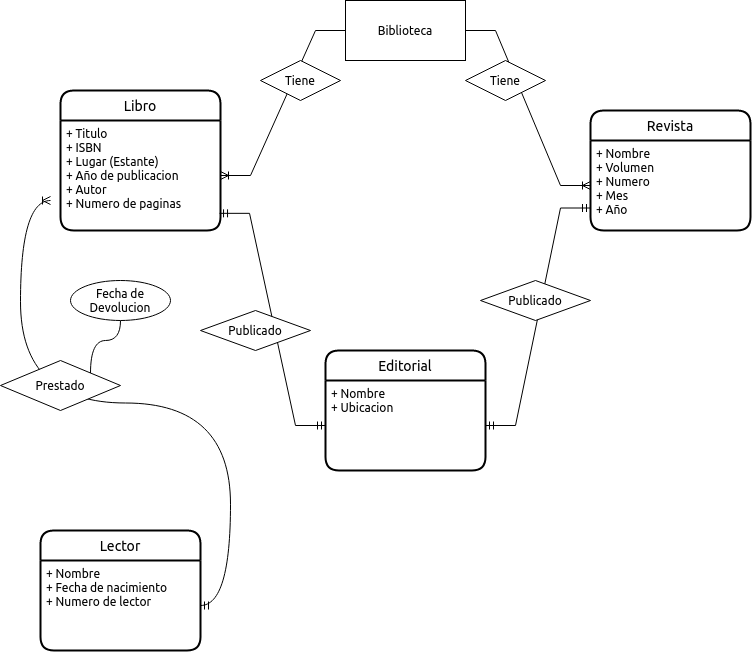 Biblioteca
Tiene
Tiene
Libro
+ Titulo
+ ISBN
+ Lugar (Estante)
+ Año de publicacion
+ Autor
+ Numero de paginas
Revista
+ Nombre
+ Volumen
+ Numero
+ Mes
+ Año
Fecha de
Devolucion
Publicado
Publicado
Prestado
Editorial
+ Nombre
+ Ubicacion
Lector
+ Nombre
+ Fecha de nacimiento
+ Numero de lector